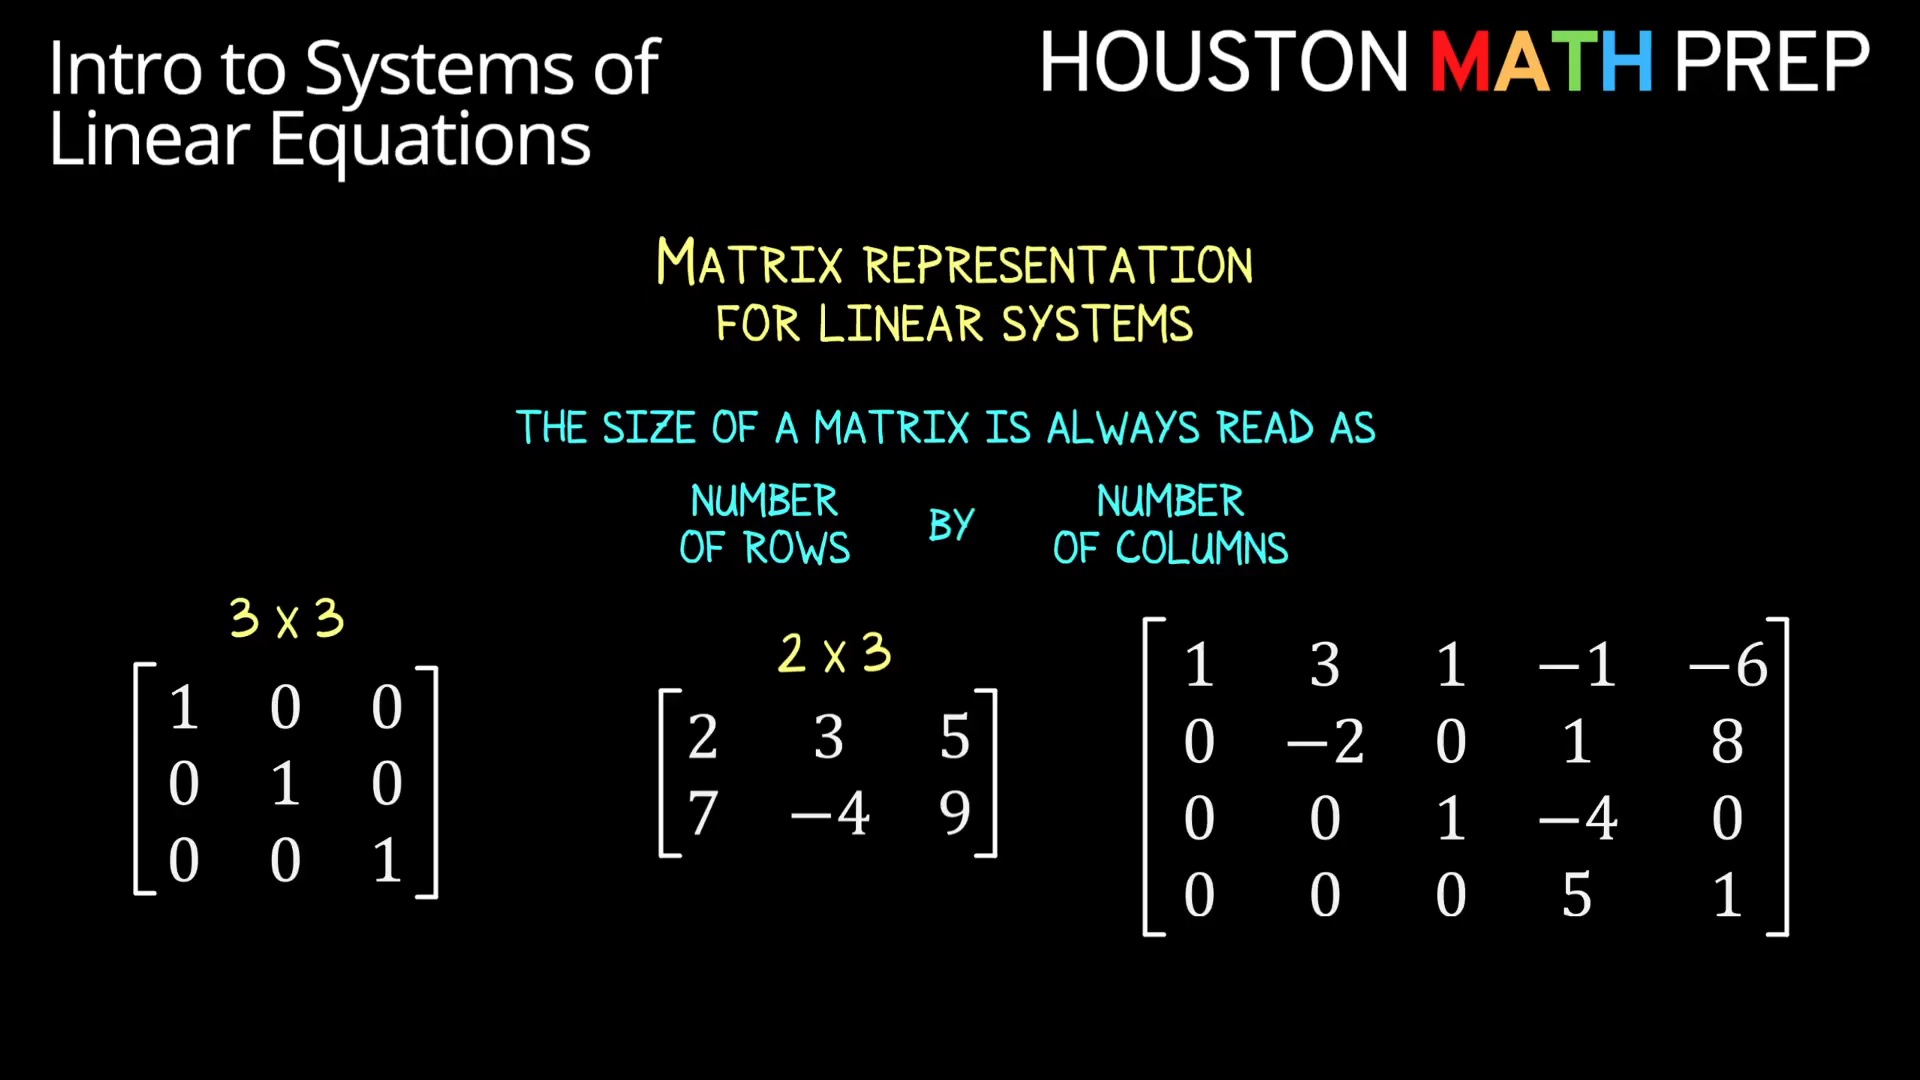 Intro to Systems of
Linear Equations
HOUSTON MATH PREP
MATRIX REPRESENTATION
FOR LINEAR SYSTEMS
THE SIZE OF A MATRIX IS ALWAYS READ AS
NUMBER
OF ROWS
BY
NUMBER
OF COLUMNS
3 x 3
1 0 0
0 1 0
0 0 1
2 x 3
2 3 5
7 −4 9
1 3 1 −1 −6
0 −2 0 1 8
0 0 1 −4 0
0 0 0 5 1